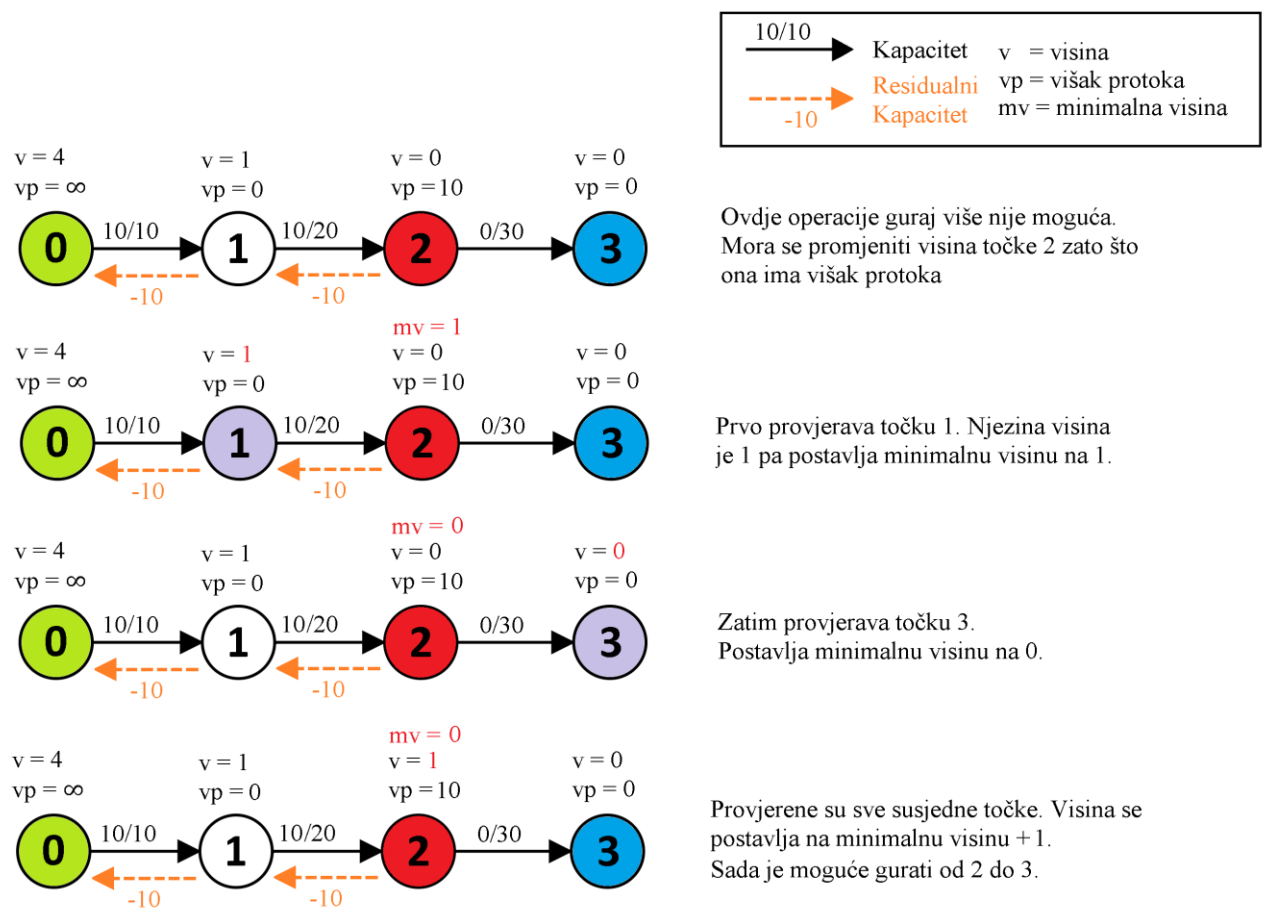 10/10
Kapacitet
v = visina
Residualni
vp = višak protoka
-10
Kapacitet
mv = minimalna visina
v = 4
v = 1
v = 0
v = 0
vp = ∞
vp = 0
vp = 10
vp = 0
0
10/10
1
10/20
2
0/30
3
-10
-10
Ovdje operacije guraj više nije moguća.
Mora se promjeniti visina točke 2 zato što
ona ima višak protoka
mv = 1
v = 4
v = 1
v = 0
v = 0
vp = ∞
vp = 0
vp = 10
vp = 0
0
10/10
1
10/20
2
0/30
3
-10
-10
Prvo provjerava točku 1. Njezina visina
je 1 pa postavlja minimalnu visinu na 1.
mv = 0
v = 4
v = 1
v = 0
v = 0
vp = ∞
vp = 0
vp = 10
vp = 0
0
10/10
1
10/20
2
0/30
3
-10
-10
Zatim provjerava točku 3.
Postavlja minimalnu visinu na 0.
mv = 0
v = 4
v = 1
v = 1
v = 0
vp = ∞
vp = 0
vp = 10
vp = 0
0
10/10
1
10/20
2
0/30
3
-10
-10
Provjerene su sve susjedne točke. Visina se
postavlja na minimalnu visinu +1.
Sada je moguće gurati od 2 do 3.